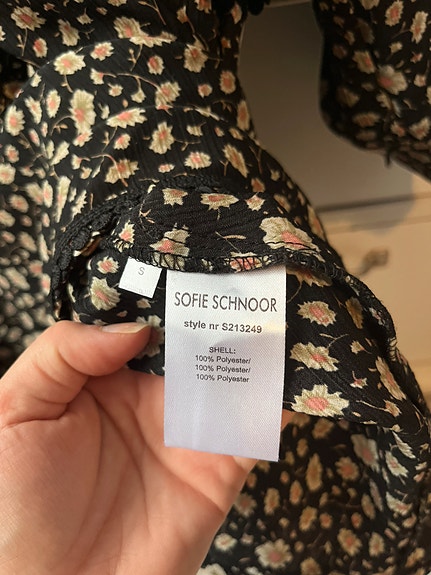 S
SOFIE SCHNOOR
style nr S213249
SHELL:
100% Polyester/
100% Polyester/
100% Polyester